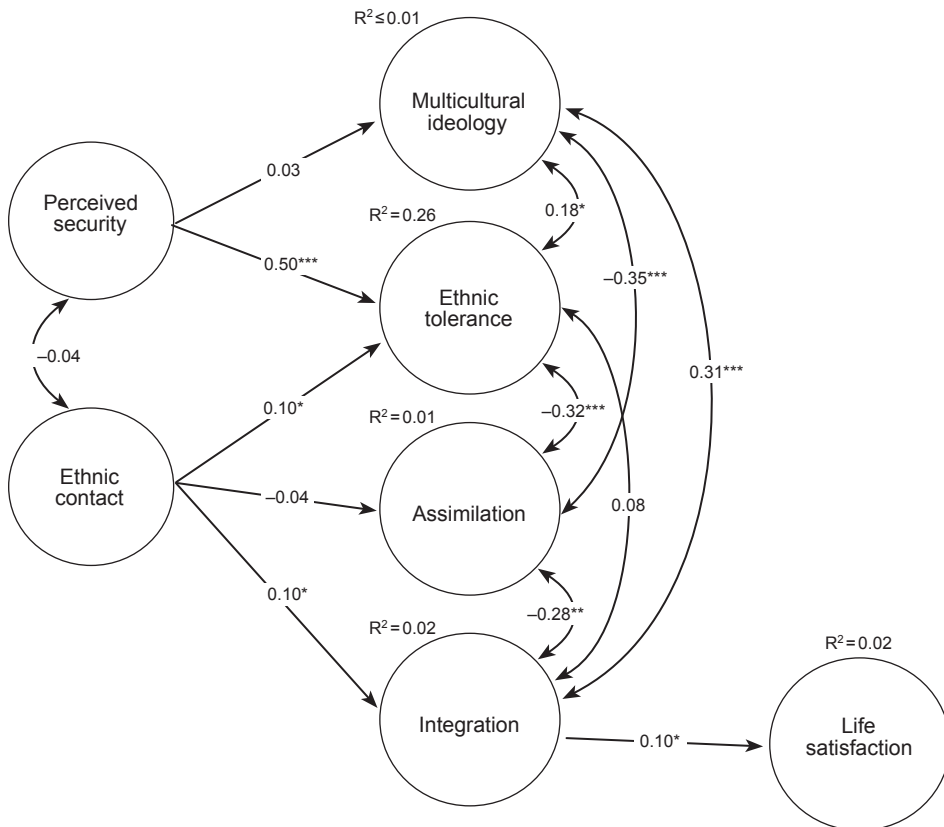 R² ≤ 0.01
Multicultural
ideology
0.03
Perceived
security
0.18*
R² = 0.26
0.50***
–0.35***
Ethnic
tolerance
–0.04
0.31***
0.10*
–0.32***
R² = 0.01
Ethnic
contact
–0.04
Assimilation
0.08
0.10*
–0.28**
R² = 0.02
R² = 0.02
Integration
0.10*
Life
satisfaction